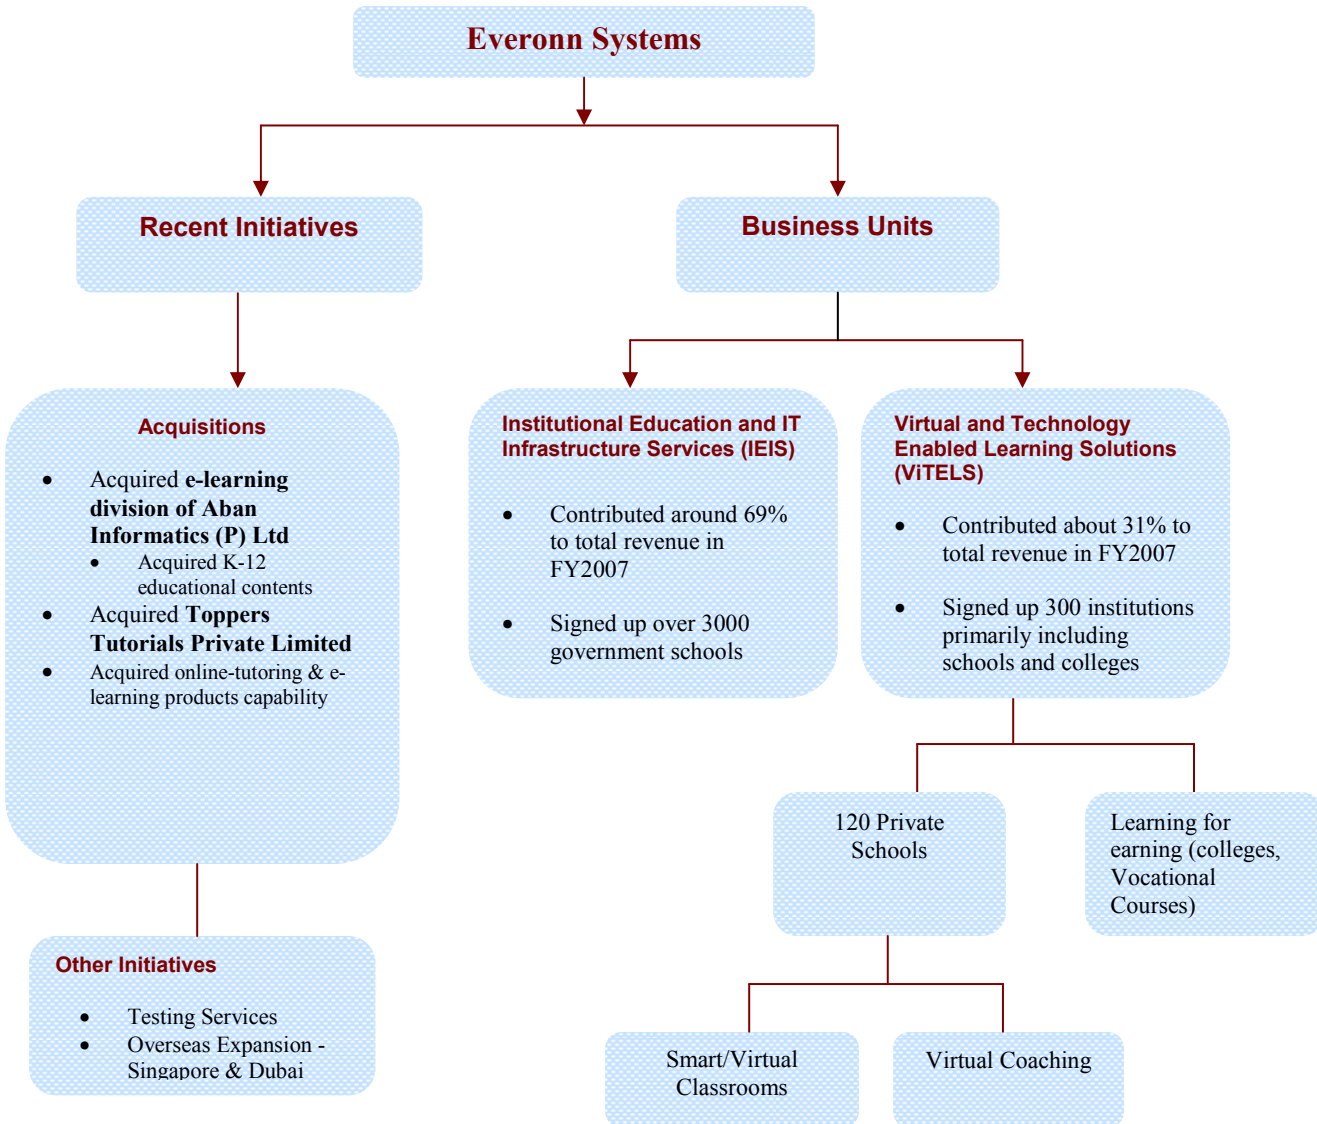 Everonn Systems
Recent Initiatives
Business Units
Acquisitions
• Acquired e-learning
division of Aban
Informatics (P) Ltd
• Acquired K-12
educational contents
• Acquired Toppers
Tutorials Private Limited
• Acquired online-tutoring & e-
learning products capability
Other Initiatives
• Testing Services
• Overseas Expansion -
Singapore & Dubai
Institutional Education and IT
Infrastructure Services (IEIS)
• Contributed around 69%
to total revenue in
FY2007
• Signed up over 3000
government schools
Virtual and Technology
Enabled Learning Solutions
(ViTELS)
• Contributed about 31% to
total revenue in FY2007
• Signed up 300 institutions
primarily including
schools and colleges
120 Private
Schools
Learning for
earning (colleges,
Vocational
Courses)
Smart/Virtual
Classrooms
Virtual Coaching